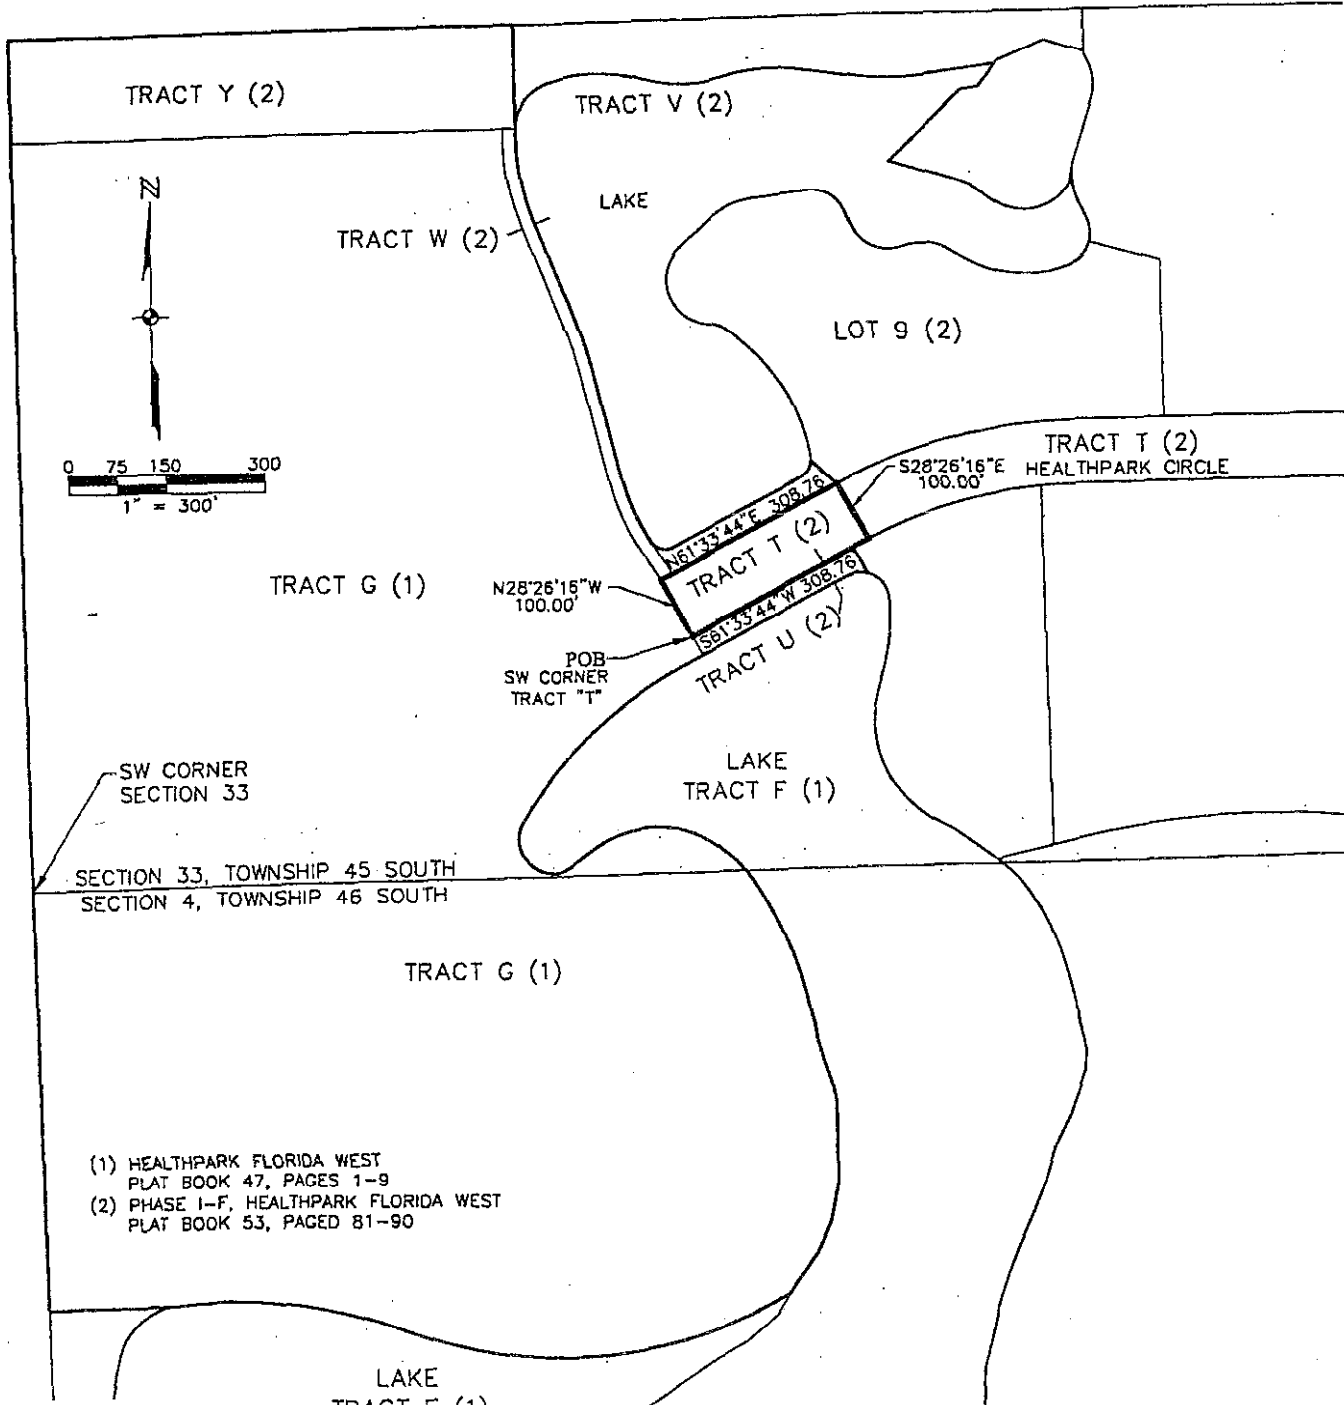 TRACT Y (2)
TRACT V (2)
N
LAKE
TRACT W (2)
LOT 9 (2)
0 75 150 300
1" = 300'
TRACT T (2)
HEALTHPARK CIRCLE
S28°26'16"E
100.00'
N61°33'44"E 308.76
TRACT T (2)
S61°33'44"W 308.76
TRACT U (2)
TRACT G (1)
N28°26'16"W
100.00'
POB
SW CORNER
TRACT "T"
LAKE
TRACT F (1)
SW CORNER
SECTION 33
SECTION 33, TOWNSHIP 45 SOUTH
SECTION 4, TOWNSHIP 46 SOUTH
TRACT G (1)
(1) HEALTHPARK FLORIDA WEST
PLAT BOOK 47, PAGES 1-9
(2) PHASE I-F, HEALTHPARK FLORIDA WEST
PLAT BOOK 53, PAGED 81-90
LAKE
TRACT (1)